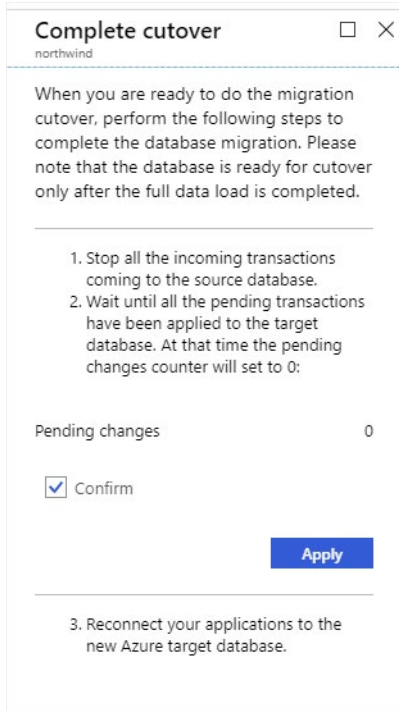 Complete cutover
northwind
When you are ready to do the migration
cutover, perform the following steps to
complete the database migration. Please
note that the database is ready for cutover
only after the full data load is completed.
1. Stop all the incoming transactions
coming to the source database.
2. Wait until all the pending transactions
have been applied to the target
database. At that time the pending
changes counter will set to 0:
Pending changes 0
Confirm
Apply
3. Reconnect your applications to the
new Azure target database.